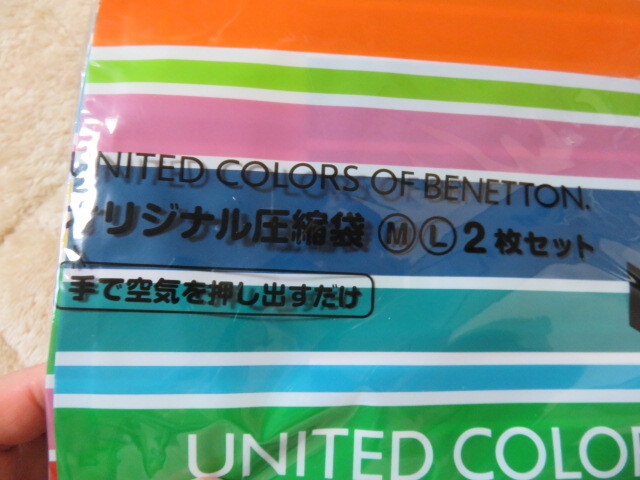 UNITED COLORS OF BENETTON.
オリジナル圧縮袋 Ⓜ Ⓛ 2枚セット
手で空気を押し出すだけ
UNITED COLOR